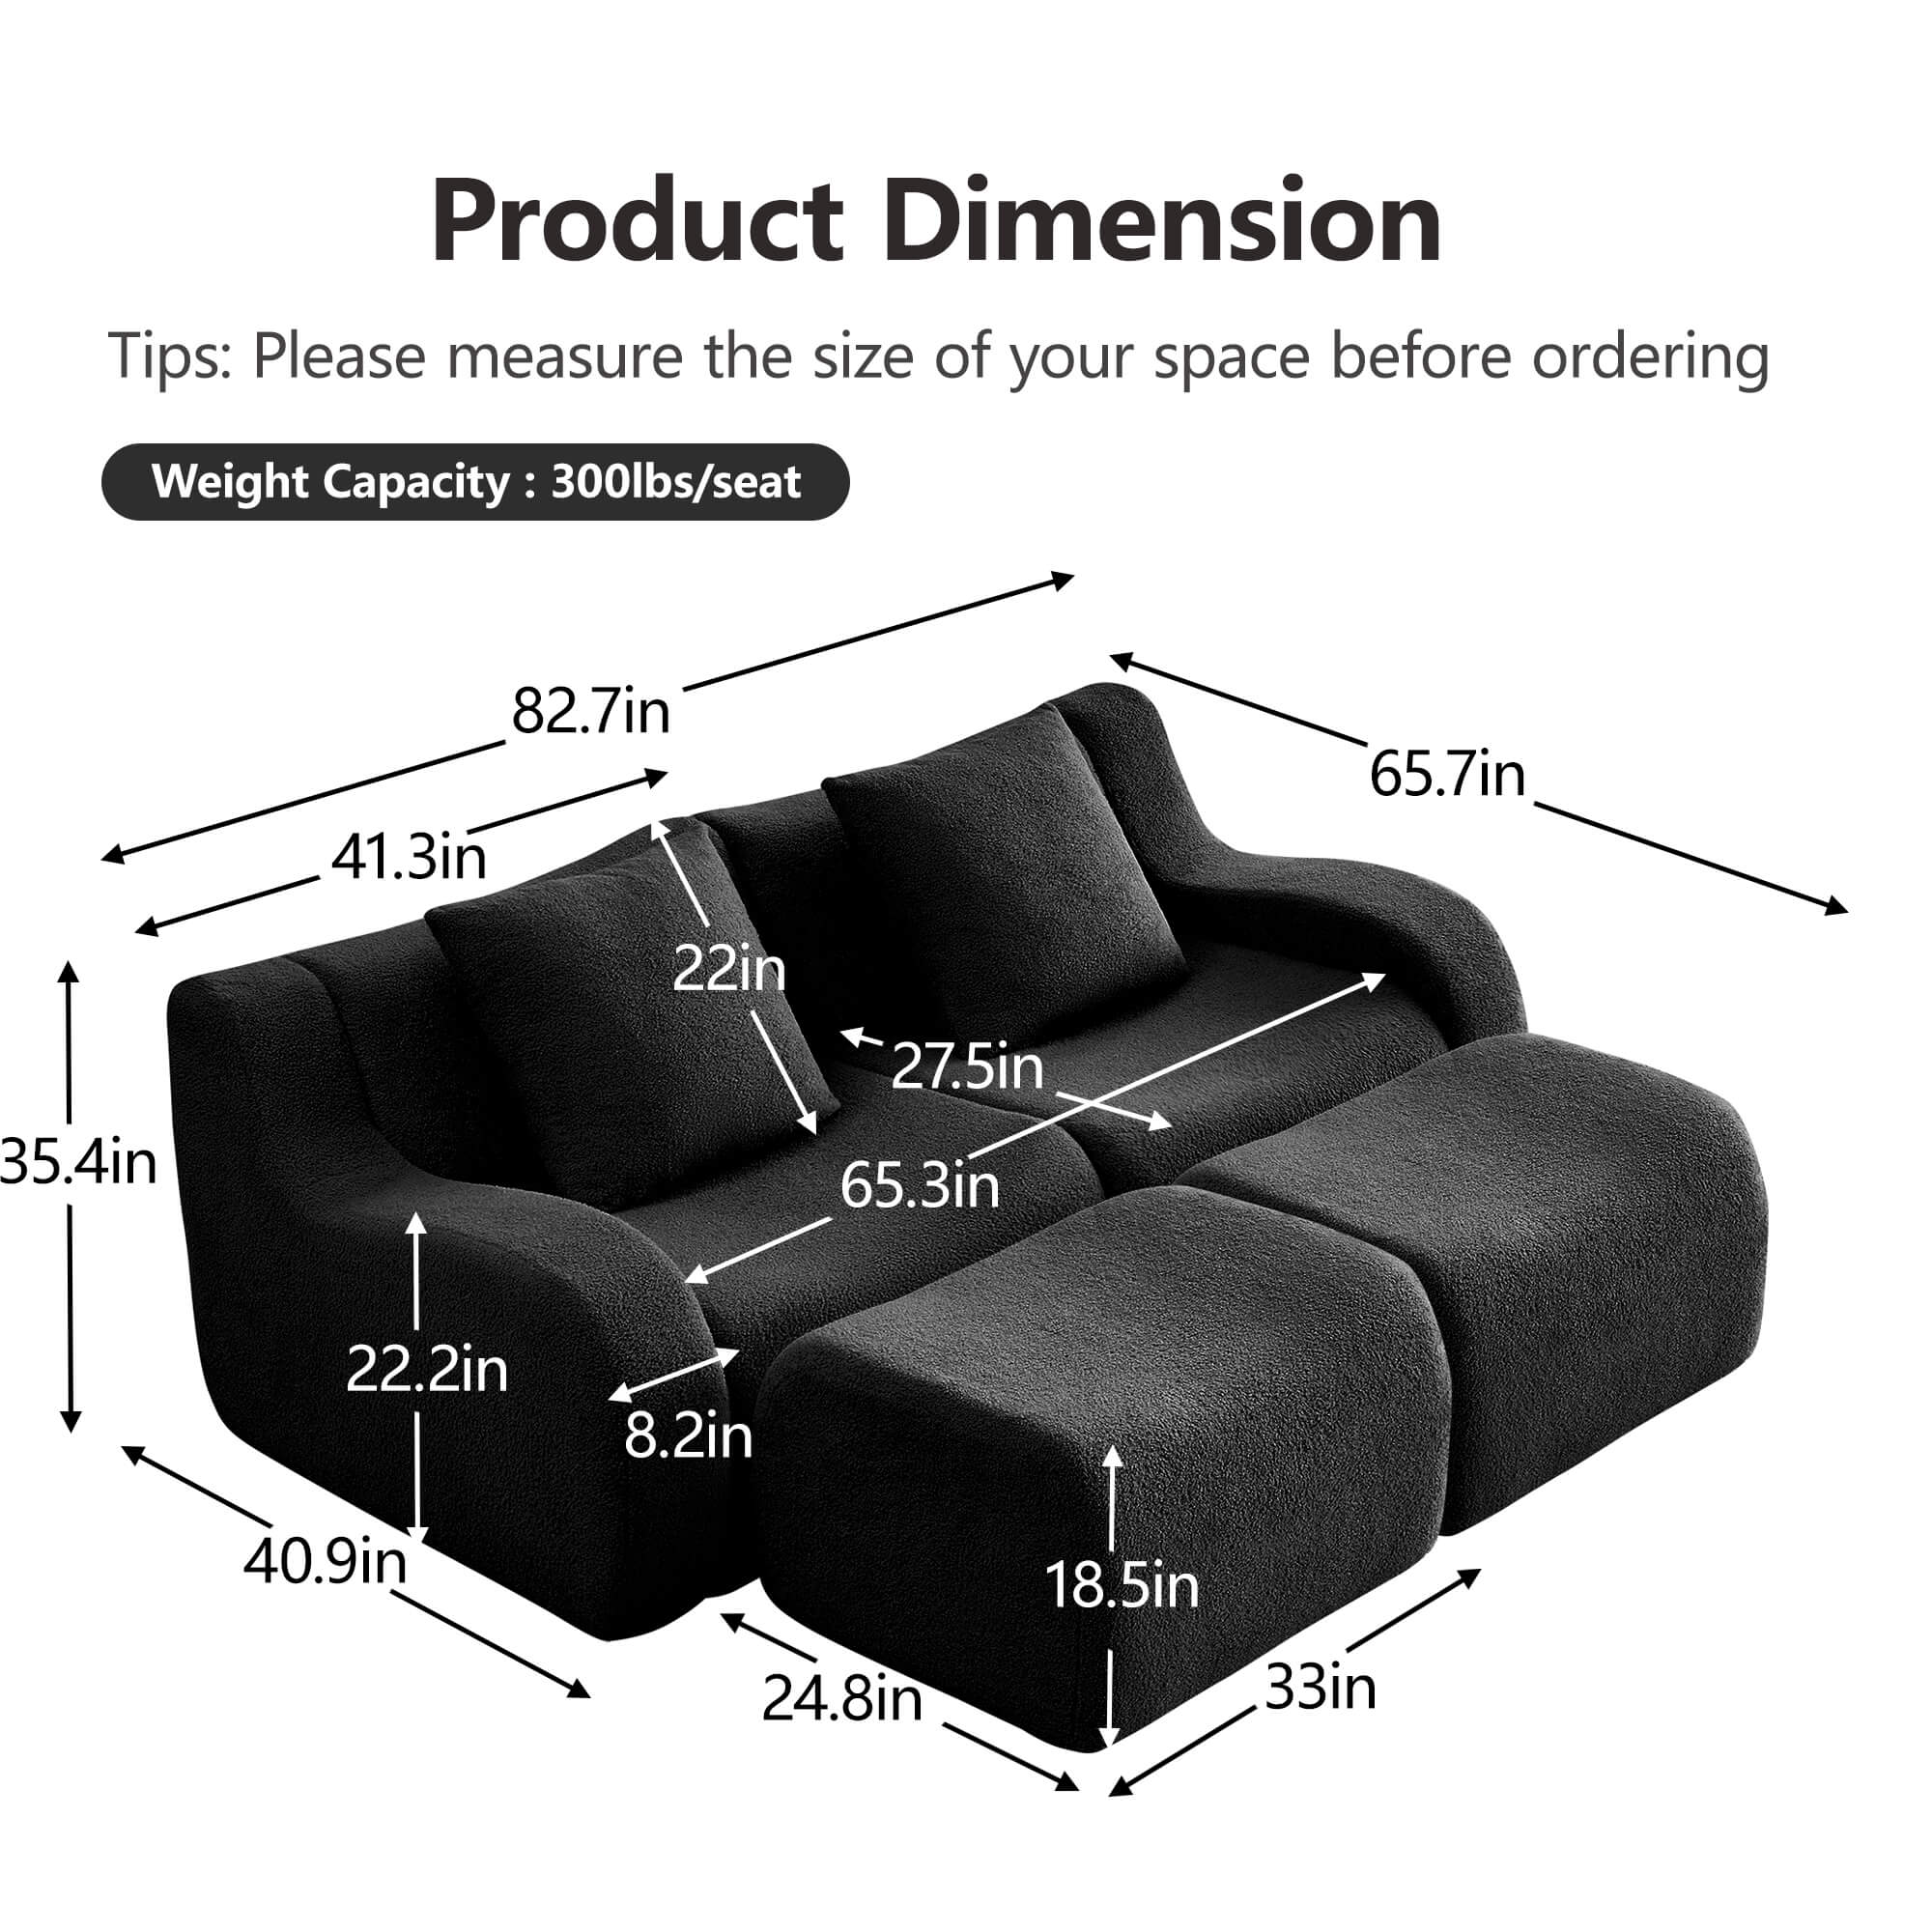 Product Dimension
Tips: Please measure the size of your space before ordering
Weight Capacity : 300lbs/seat
82.7in
65.7in
41.3in
22in
27.5in
35.4in
65.3in
22.2in
8.2in
40.9in
18.5in
24.8in
33in